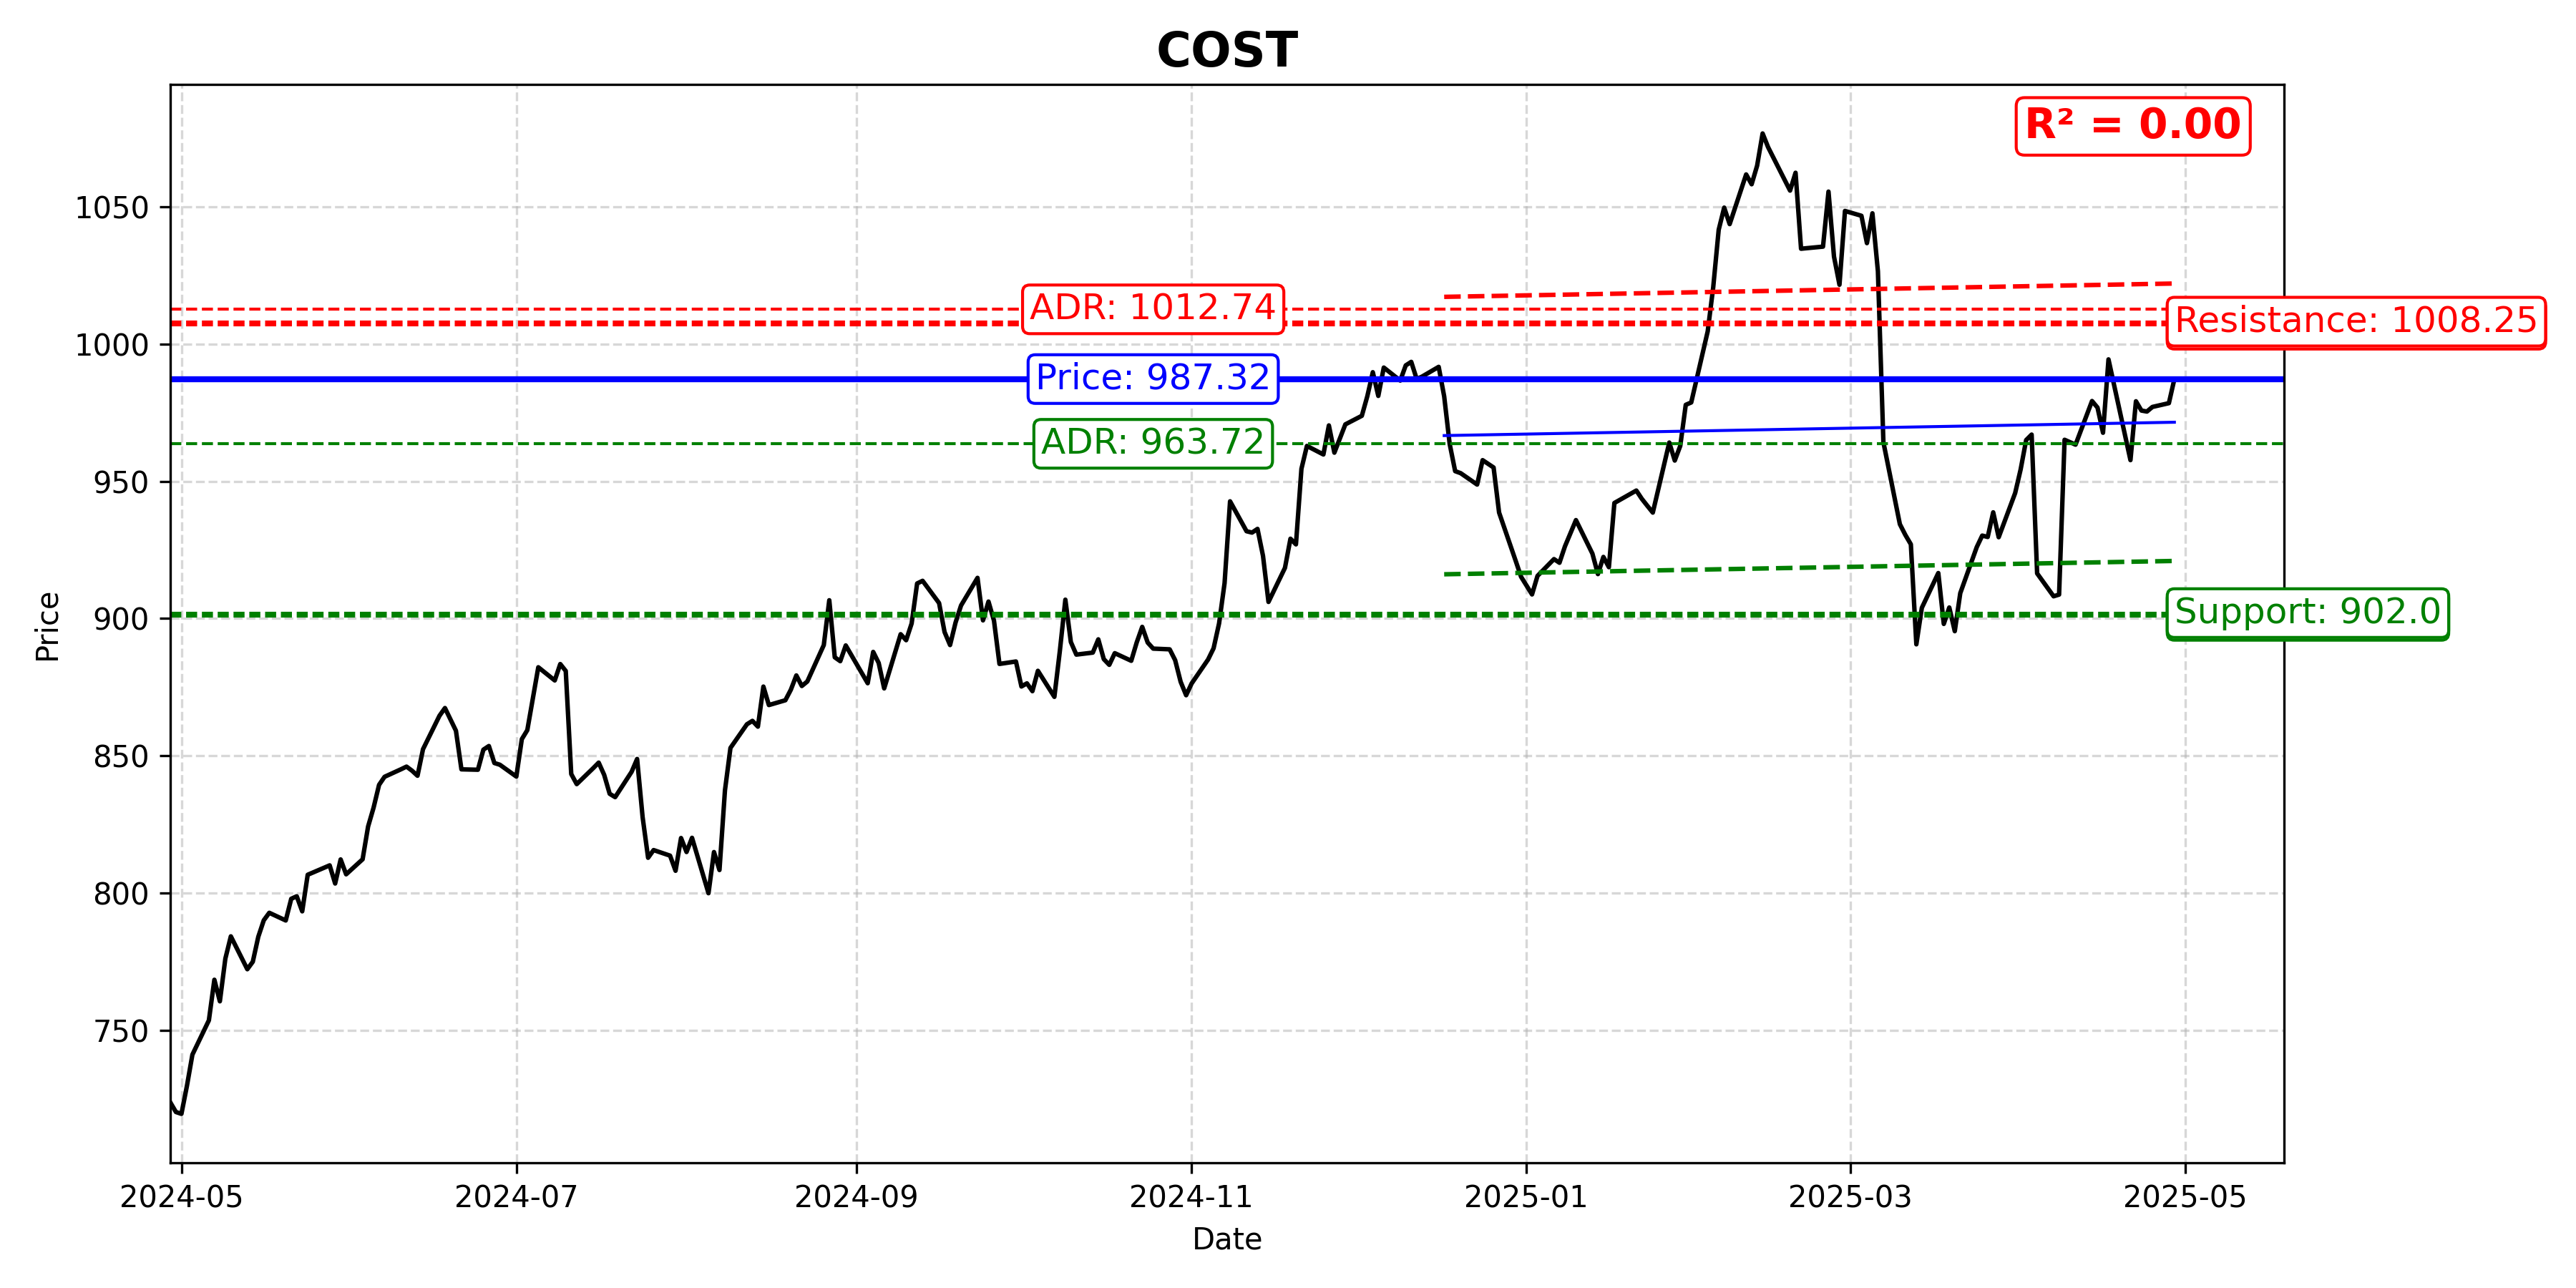 COST
R² = 0.00
1050
1000
950
900
850
800
750
Price
ADR: 1012.74
Resistance: 1008.25
Price: 987.32
ADR: 963.72
Support: 902.0
2024-05
2024-07
2024-09
2024-11
2025-01
2025-03
2025-05
Date